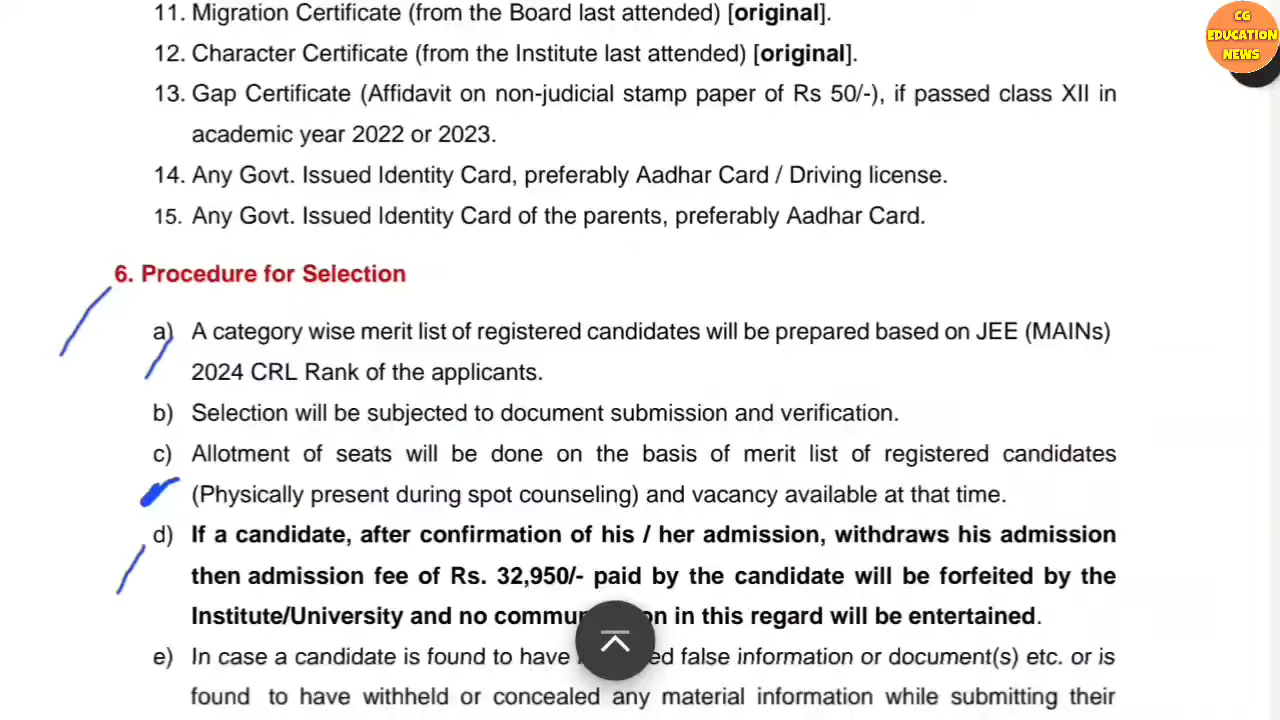 11. Migration Certificate (from the Board last attended) [original].
CG
EDUCATION
NEWS
12. Character Certificate (from the Institute last attended) [original].
13. Gap Certificate (Affidavit on non-judicial stamp paper of Rs 50/-), if passed class XII in
academic year 2022 or 2023.
14. Any Govt. Issued Identity Card, preferably Aadhar Card / Driving license.
15. Any Govt. Issued Identity Card of the parents, preferably Aadhar Card.
6. Procedure for Selection
a) A category wise merit list of registered candidates will be prepared based on JEE (MAINs)
2024 CRL Rank of the applicants.
b) Selection will be subjected to document submission and verification.
c) Allotment of seats will be done on the basis of merit list of registered candidates
(Physically present during spot counseling) and vacancy available at that time.
d) If a candidate, after confirmation of his / her admission, withdraws his admission
then admission fee of Rs. 32,950/- paid by the candidate will be forfeited by the
Institute/University and no in this regard will be entertained.
e) In case a candidate is found to have false information or document(s) etc. or is
found to have withheld or concealed any material information while submitting their